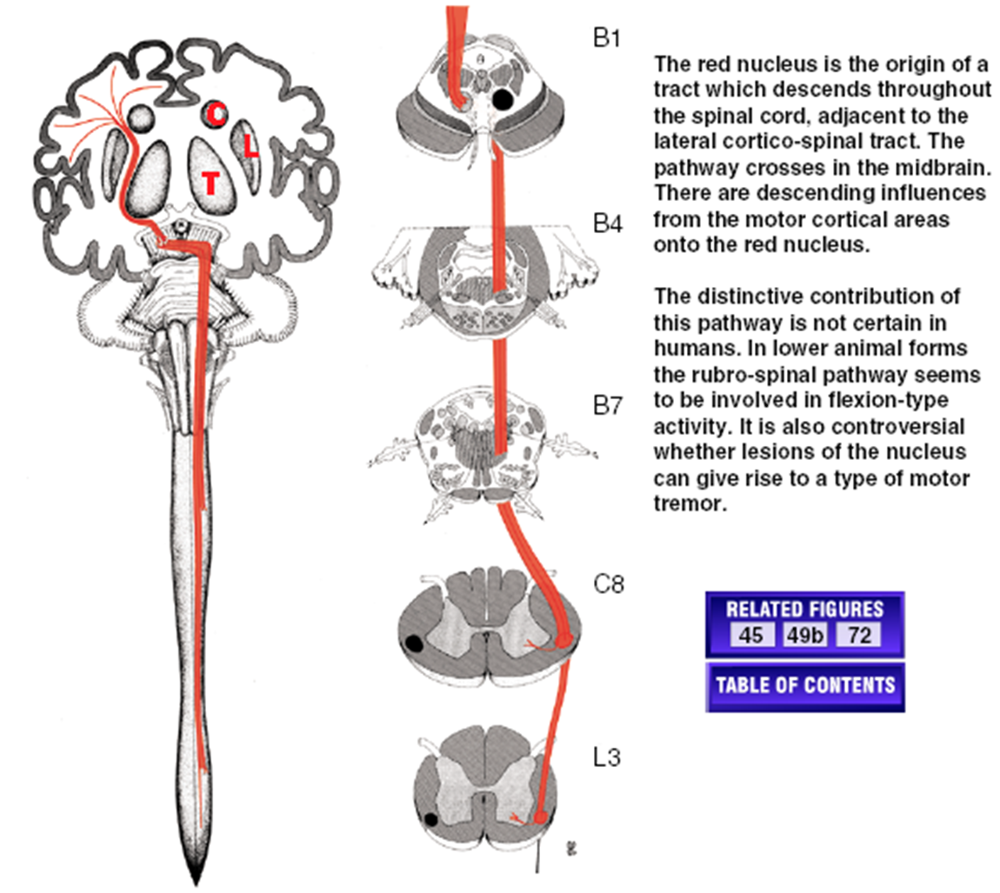 C
L
T
B1
B4
B7
C8
L3
The red nucleus is the origin of a
tract which descends throughout
the spinal cord, adjacent to the
lateral cortico-spinal tract. The
pathway crosses in the midbrain.
There are descending influences
from the motor cortical areas
onto the red nucleus.
The distinctive contribution of
this pathway is not certain in
humans. In lower animal forms
the rubro-spinal pathway seems
to be involved in flexion-type
activity. It is also controversial
whether lesions of the nucleus
can give rise to a type of motor
tremor.
RELATED FIGURES
45 49b 72
TABLE OF CONTENTS